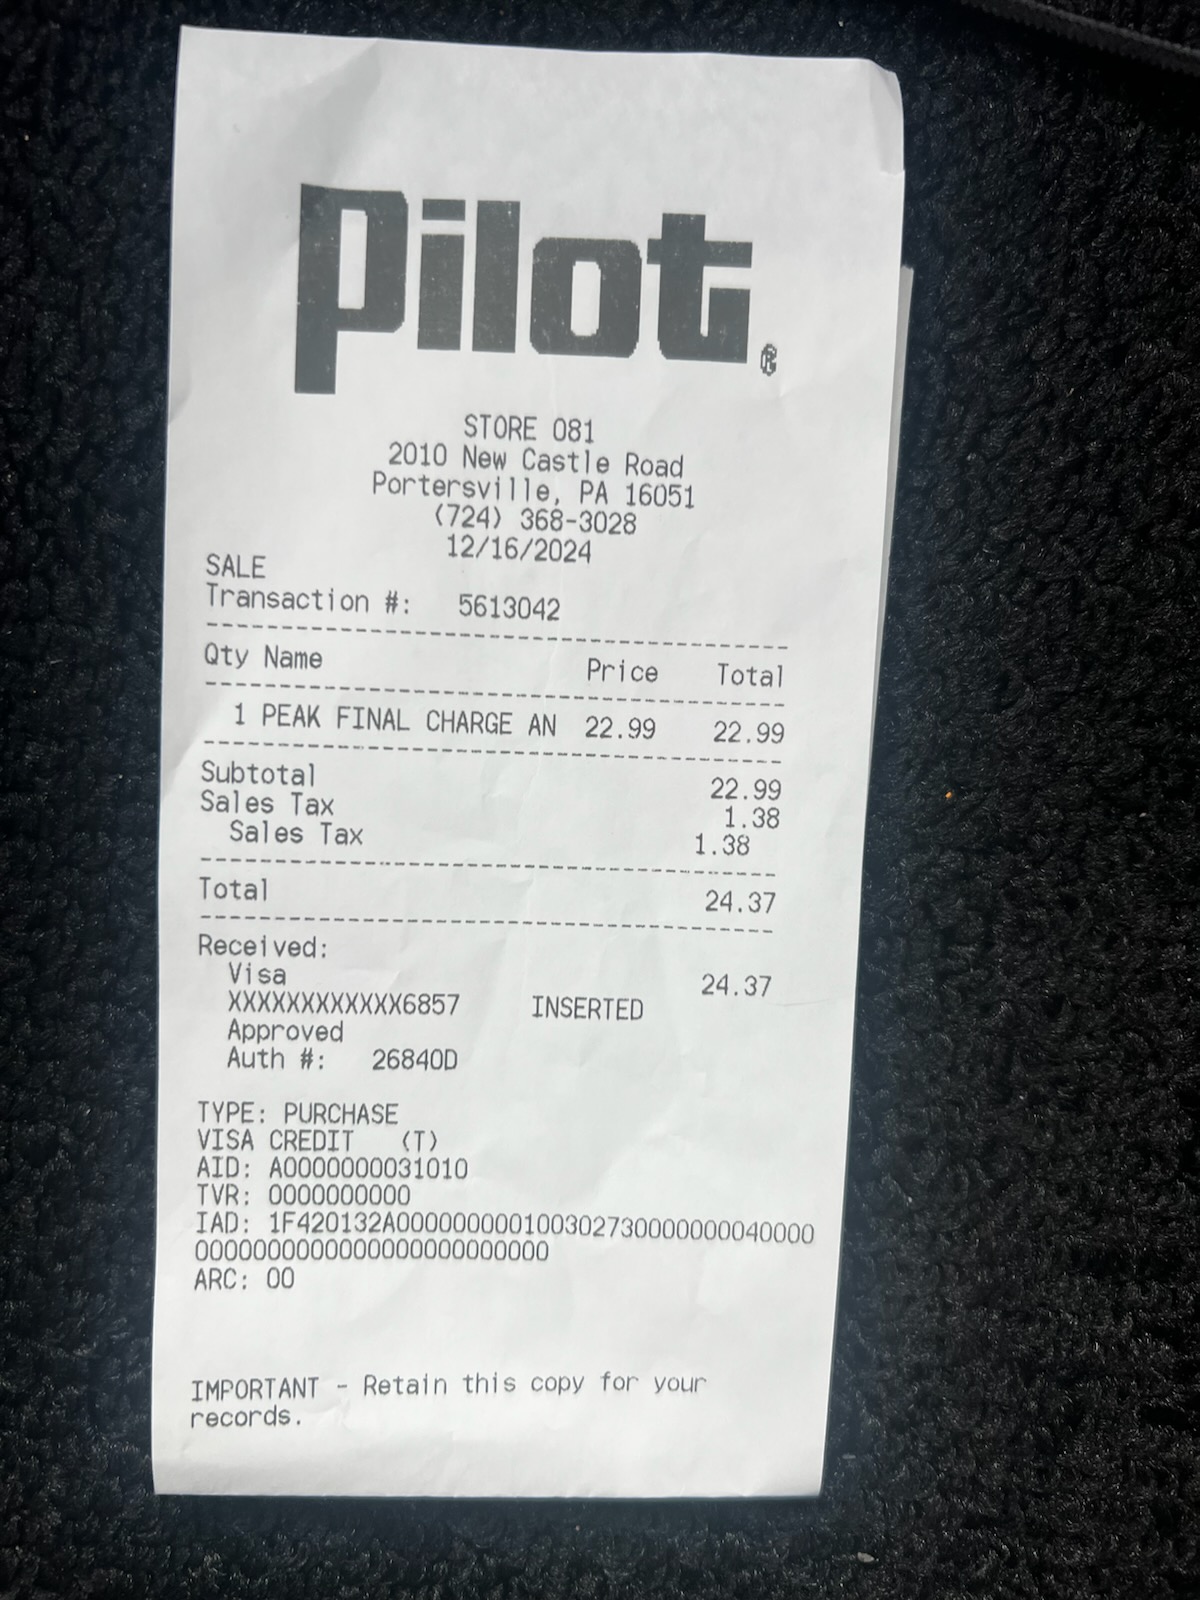 Pilot®
STORE 081
2010 New Castle Road
Portersville, PA 16051
(724) 368-3028
12/16/2024
SALE
Transaction #: 5613042
Qty Name Price Total
1 PEAK FINAL CHARGE AN 22.99 22.99
Subtotal 22.99
Sales Tax 1.38
Sales Tax 1.38
Total 24.37
Received:
Visa 24.37
XXXXXXXXXXXX6857 INSERTED
Approved
Auth #: 26840D
TYPE: PURCHASE
VISA CREDIT (T)
AID: A0000000031010
TVR: 0000000000
IAD: 1F420132A0000000001003027300000000040000
000000000000000000000000
ARC: 00
IMPORTANT - Retain this copy for your
records.